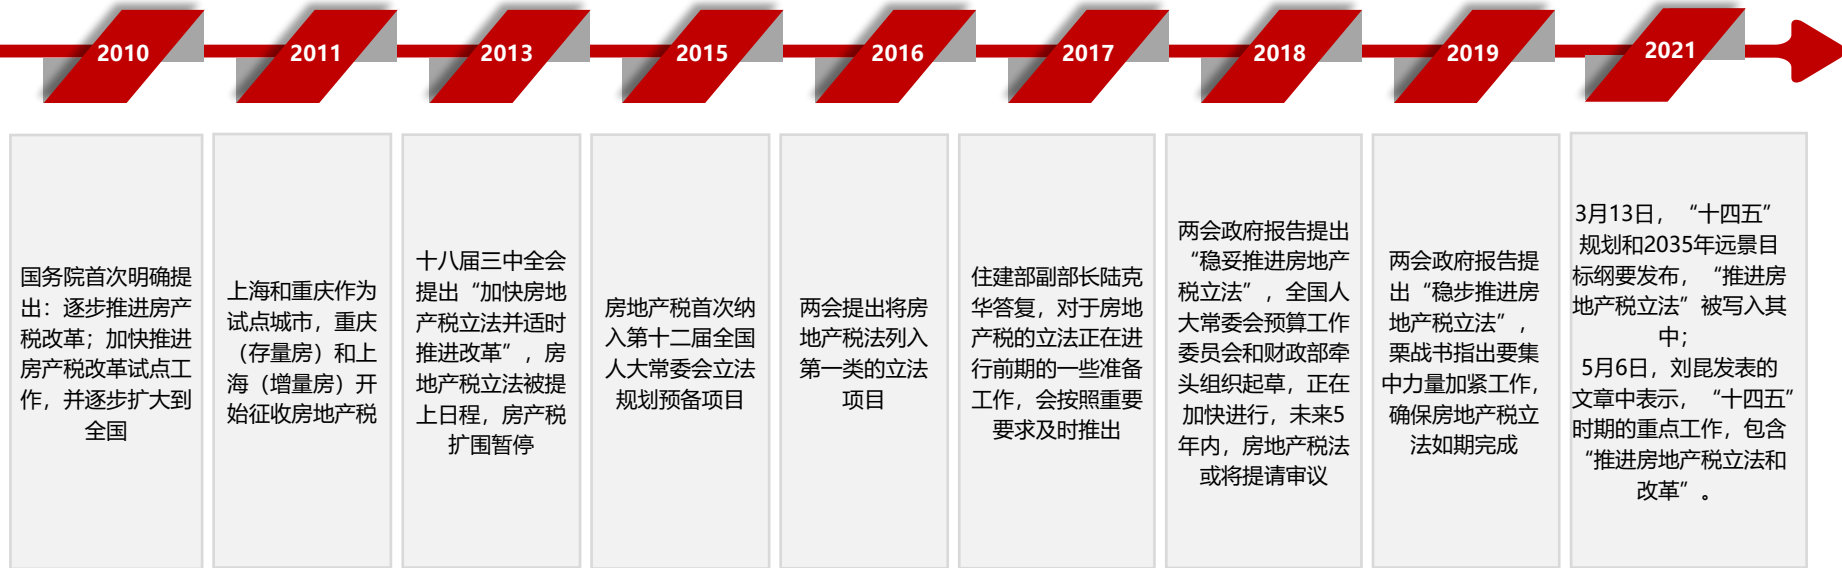 2010
2011
2013
2015
2016
2017
2018
2019
2021
国务院首次明确提
出：逐步推进房产
税改革；加快推进
房产税改革试点工
作，并逐步扩大到
全国
上海和重庆作为
试点城市，重庆
（存量房）和上
海（增量房）开
始征收房地产税
十八届三中全会
提出“加快房地
产税立法并适时
推进改革”，房
地产税立法被提
上日程，房产税
扩围暂停
房地产税首次纳
入第十二届全国
人大常委会立法
规划预备项目
两会提出将房
地产税法列入
第一类的立法
项目
住建部副部长陆克
华答复，对于房地
产税的立法正在进
行前期的一些准备
工作，会按照重要
要求及时推出
两会政府报告提出
“稳妥推进房地产
税立法”，全国人
大常委会预算工作
委员会和财政部牵
头组织起草，正在
加快进行，未来5
年内，房地产税法
或将提请审议
两会政府报告提
出“稳步推进房
地产税立法”，
栗战书指出要集
中力量加紧工作，
确保房地产税立
法如期完成
3月13日，“十四五”
规划和2035年远景目
标纲要发布，“推进房
地产税立法”被写入其
中；
5月6日，刘昆发表的
文章中表示，“十四五”
时期的重点工作，包含
“推进房地产税立法和
改革”。